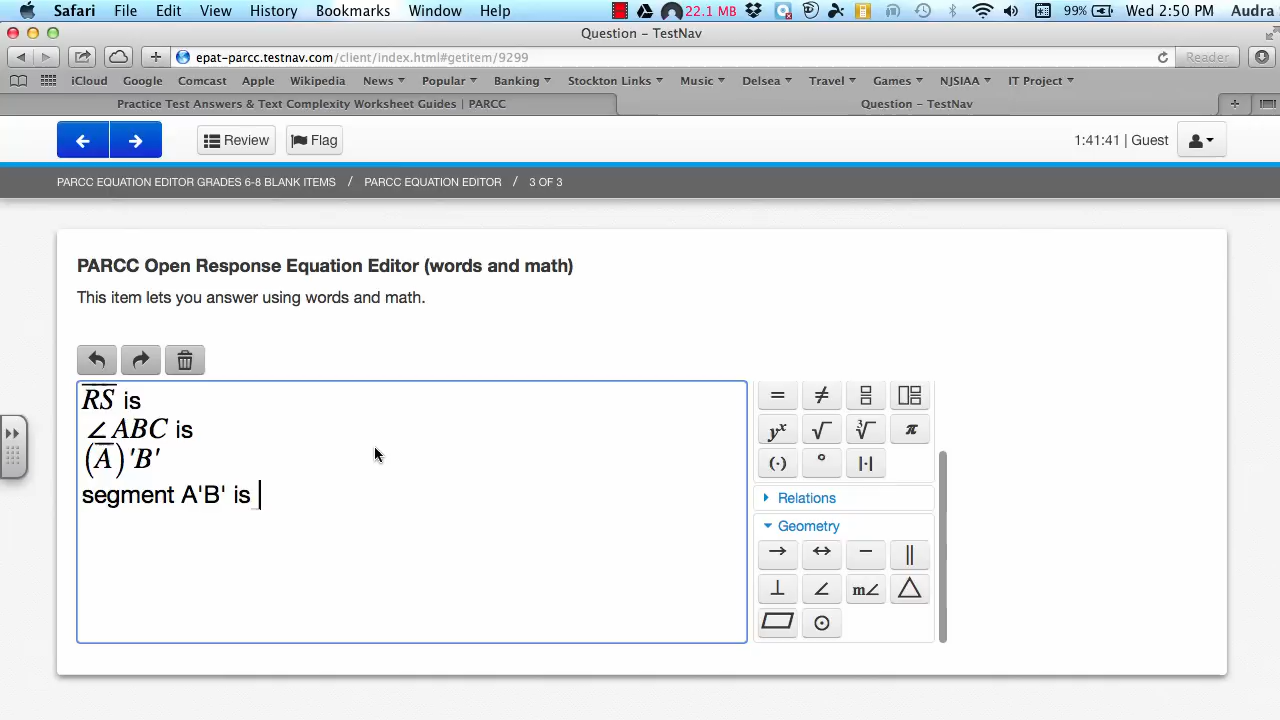 Safari File Edit View History Bookmarks Window Help 22.1 MB 99% Wed 2:50 PM Audra
Question – TestNav
epat-parcc.testnav.com/client/index.html#getitem/9299 Reader
iCloud Google Comcast Apple Wikipedia News Popular Banking Stockton Links Music Delsea Travel Games NJSIAA IT Project
Practice Test Answers & Text Complexity Worksheet Guides | PARCC Question – TestNav
Review Flag 1:41:41 | Guest
PARCC EQUATION EDITOR GRADES 6-8 BLANK ITEMS / PARCC EQUATION EDITOR / 3 OF 3
PARCC Open Response Equation Editor (words and math)
This item lets you answer using words and math.
R̅S̅ is
∠ABC is
(A̅)'B'
segment A'B' is
= ≠
yˣ √ ∛ π
(·) ° |·|
Relations
Geometry
→ ↔ — ||
⊥ ∠ m∠ △
▱ ⊙